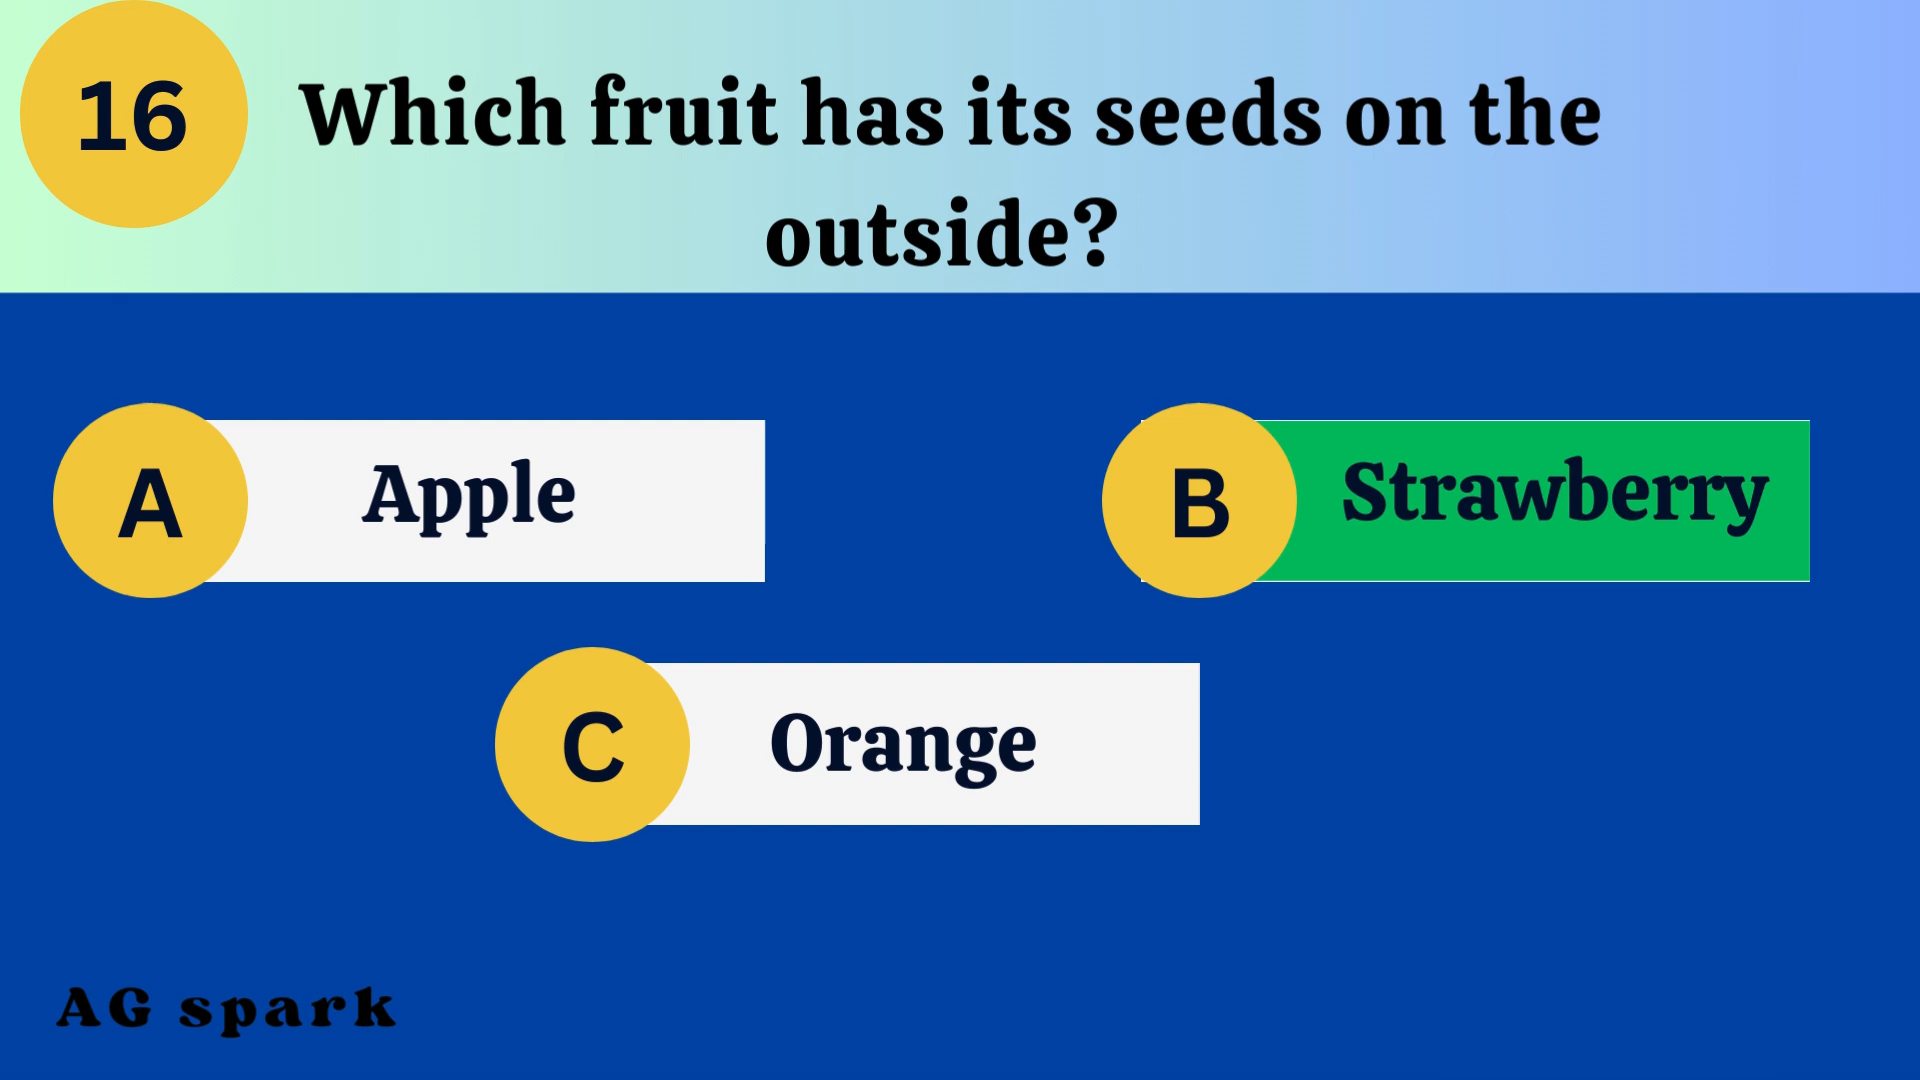 16
Which fruit has its seeds on the
outside?
A
Apple
B
Strawberry
C
Orange
AG spark